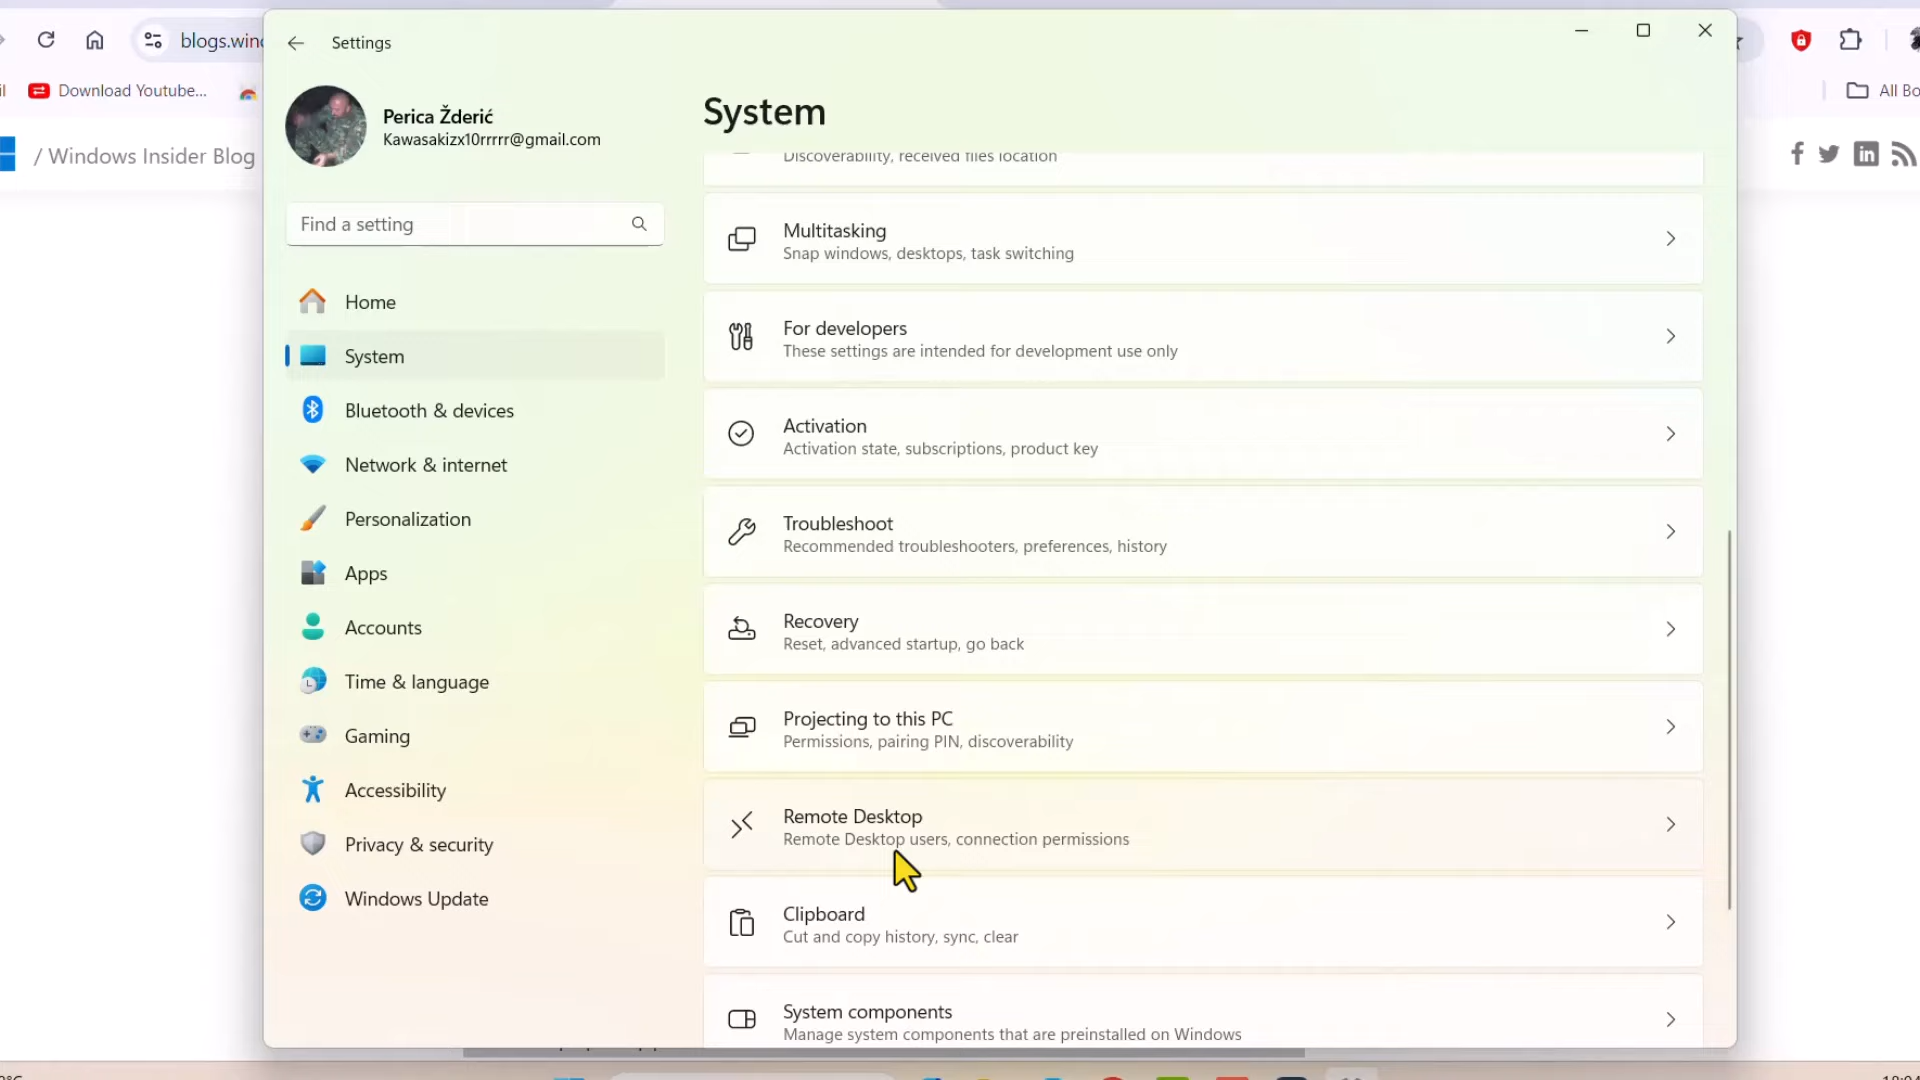 blogs.win
Settings
Download Youtube...
All Bo
/ Windows Insider Blog
Perica Žderić
Kawasakizx10rrrrr@gmail.com
Find a setting
Home
System
Bluetooth & devices
Network & internet
Personalization
Apps
Accounts
Time & language
Gaming
Accessibility
Privacy & security
Windows Update
System
Discoverability, received files location
Multitasking
Snap windows, desktops, task switching
For developers
These settings are intended for development use only
Activation
Activation state, subscriptions, product key
Troubleshoot
Recommended troubleshooters, preferences, history
Recovery
Reset, advanced startup, go back
Projecting to this PC
Permissions, pairing PIN, discoverability
Remote Desktop
Remote Desktop users, connection permissions
Clipboard
Cut and copy history, sync, clear
System components
Manage system components that are preinstalled on Windows